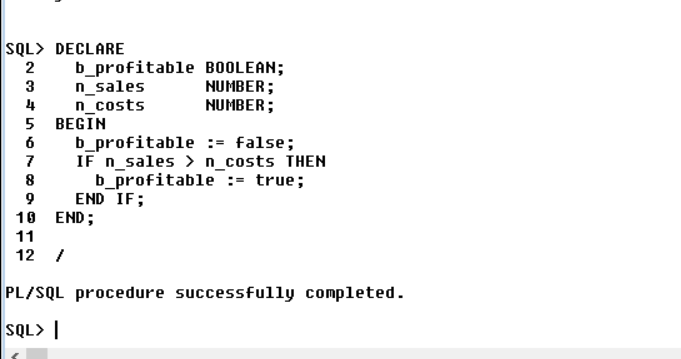 SQL> DECLARE
  2    b_profitable BOOLEAN;
  3    n_sales      NUMBER;
  4    n_costs      NUMBER;
  5  BEGIN
  6    b_profitable := false;
  7    IF n_sales > n_costs THEN
  8      b_profitable := true;
  9    END IF;
 10  END;
 11
 12  /
PL/SQL procedure successfully completed.
SQL>